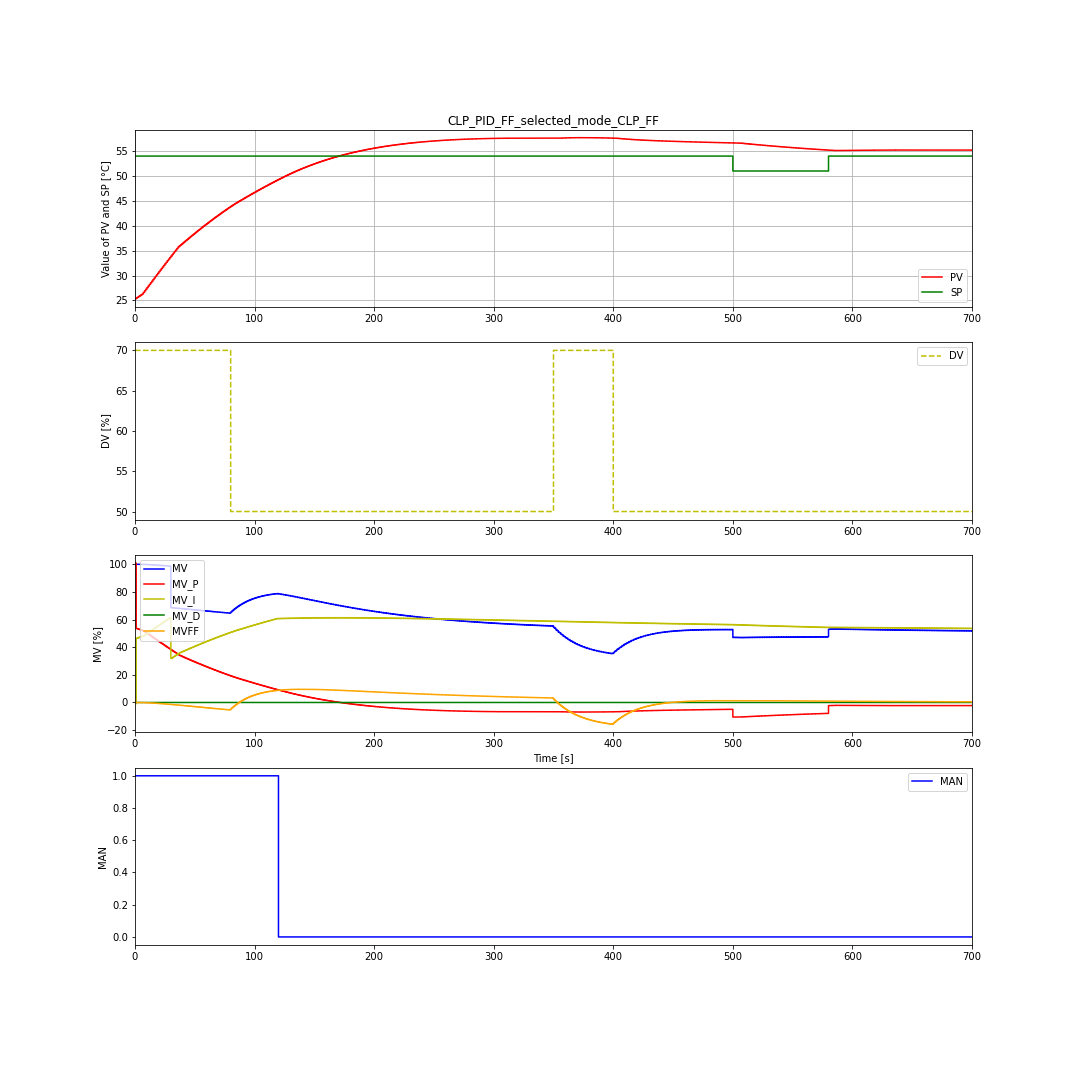 CLP_PID_FF_selected_mode_CLP_FF
Value of PV and SP [°C]
55
50
45
40
35
30
25
PV
SP
0 100 200 300 400 500 600 700
DV [%]
70
65
60
55
50
DV
0 100 200 300 400 500 600 700
MV [%]
100
80
60
40
20
0
−20
MV
MV_P
MV_I
MV_D
MVFF
0 100 200 300 400 500 600 700
Time [s]
MAN
1.0
0.8
0.6
0.4
0.2
0.0
MAN
0 100 200 300 400 500 600 700